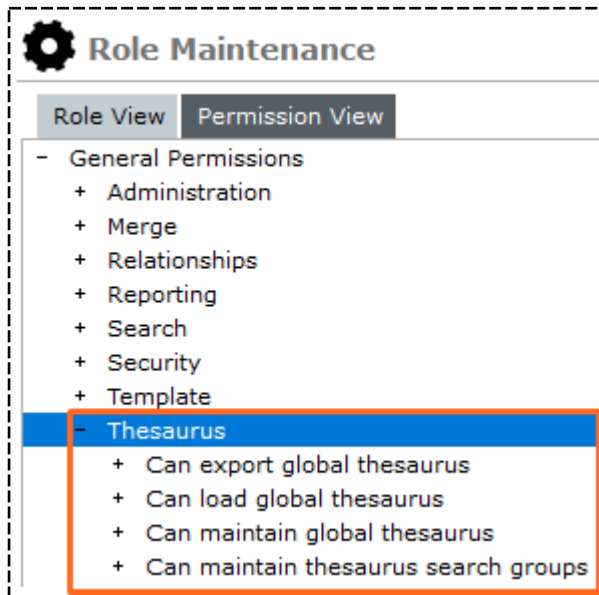 Role Maintenance
Role View Permission View
- General Permissions
+ Administration
+ Merge
+ Relationships
+ Reporting
+ Search
+ Security
+ Template
- Thesaurus
+ Can export global thesaurus
+ Can load global thesaurus
+ Can maintain global thesaurus
+ Can maintain thesaurus search groups